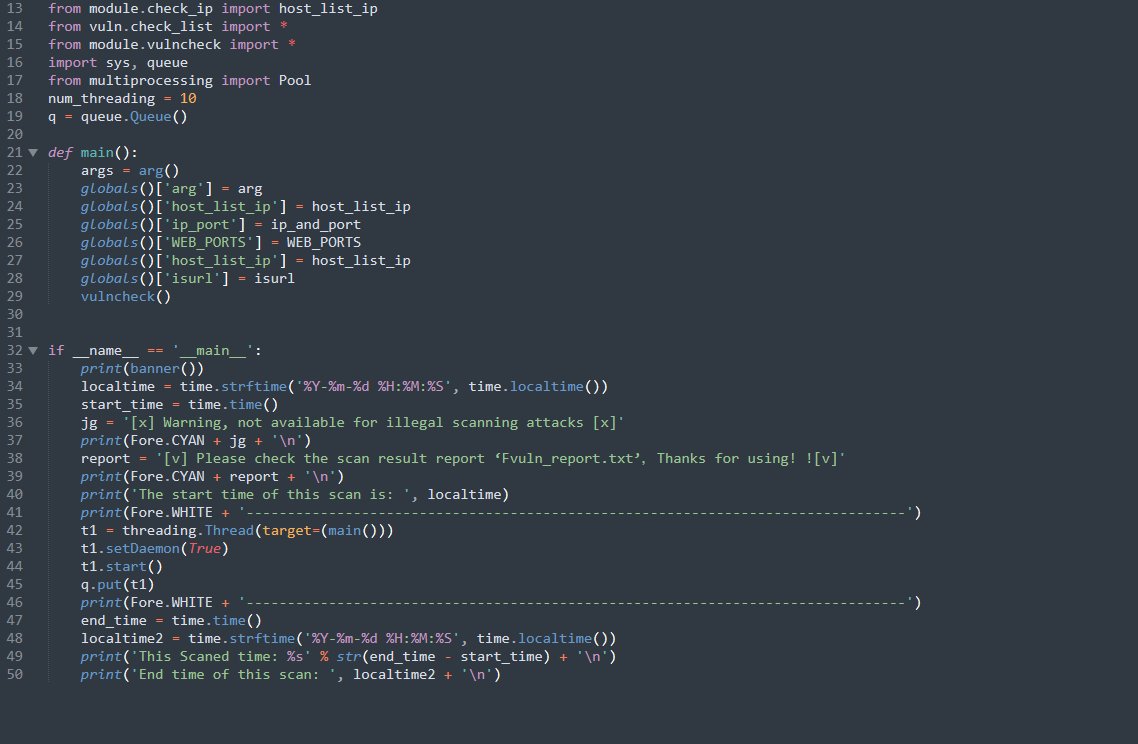 13 from module.check_ip import host_list_ip
14 from vuln.check_list import *
15 from module.vulncheck import *
16 import sys, queue
17 from multiprocessing import Pool
18 num_threading = 10
19 q = queue.Queue()
20
21 def main():
22     args = arg()
23     globals()['arg'] = arg
24     globals()['host_list_ip'] = host_list_ip
25     globals()['ip_port'] = ip_and_port
26     globals()['WEB_PORTS'] = WEB_PORTS
27     globals()['host_list_ip'] = host_list_ip
28     globals()['isurl'] = isurl
29     vulncheck()
30
31
32 if __name__ == '__main__':
33     print(banner())
34     localtime = time.strftime('%Y-%m-%d %H:%M:%S', time.localtime())
35     start_time = time.time()
36     jg = '[x] Warning, not available for illegal scanning attacks [x]'
37     print(Fore.CYAN + jg + '\n')
38     report = '[v] Please check the scan result report ‘Fvuln_report.txt’, Thanks for using! ![v]'
39     print(Fore.CYAN + report + '\n')
40     print('The start time of this scan is: ', localtime)
41     print(Fore.WHITE + '--------------------------------------------------------------------------------')
42     t1 = threading.Thread(target=(main()))
43     t1.setDaemon(True)
44     t1.start()
45     q.put(t1)
46     print(Fore.WHITE + '--------------------------------------------------------------------------------')
47     end_time = time.time()
48     localtime2 = time.strftime('%Y-%m-%d %H:%M:%S', time.localtime())
49     print('This Scaned time: %s' % str(end_time - start_time) + '\n')
50     print('End time of this scan: ', localtime2 + '\n')